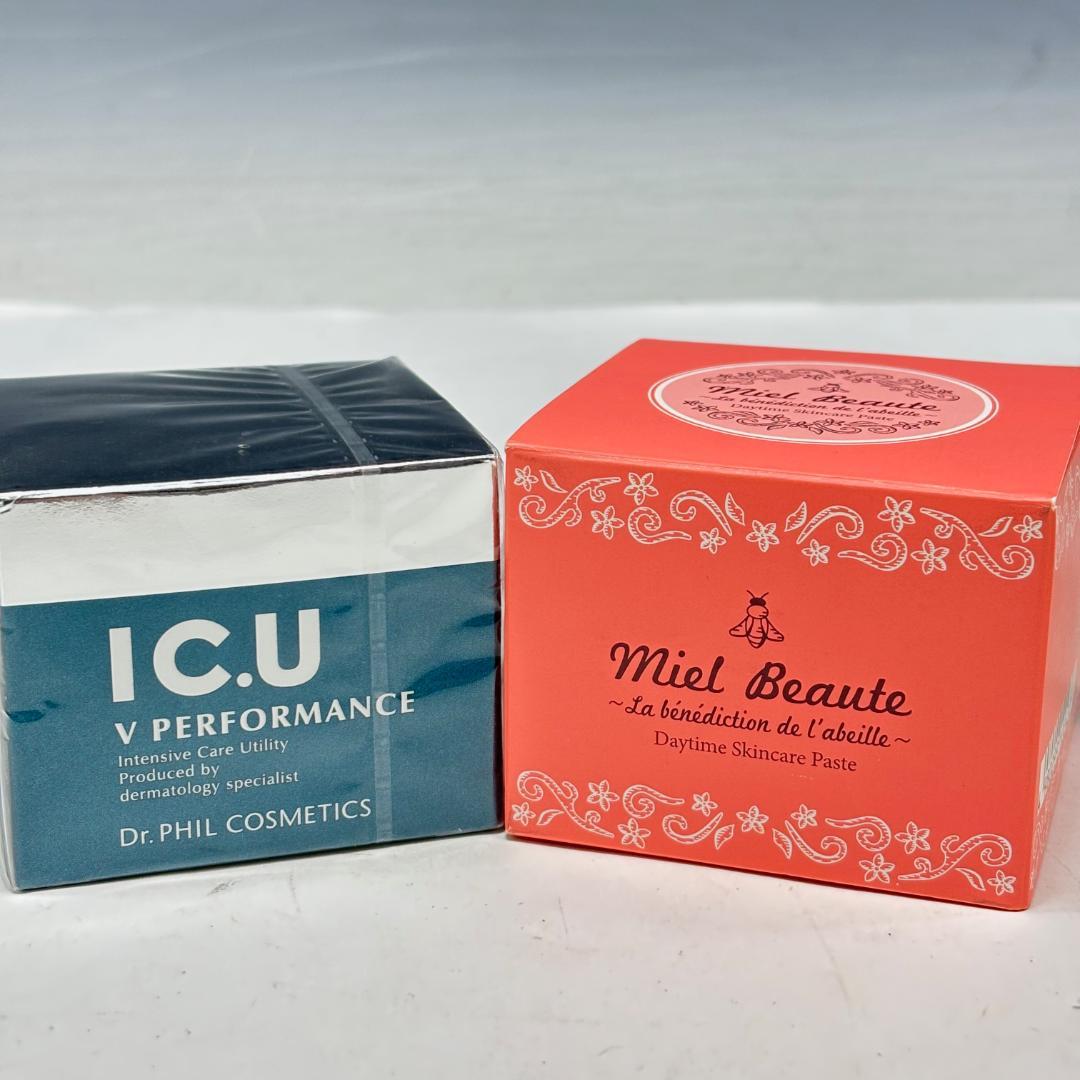 IC.U
V PERFORMANCE
Intensive Care Utility
Produced by
dermatology specialist
Dr.PHIL COSMETICS
Miel Beaute
~La bénédiction de l'abeille~
Daytime Skincare Paste
Miel Beaute
~La bénédiction de l'abeille~
Daytime Skincare Paste